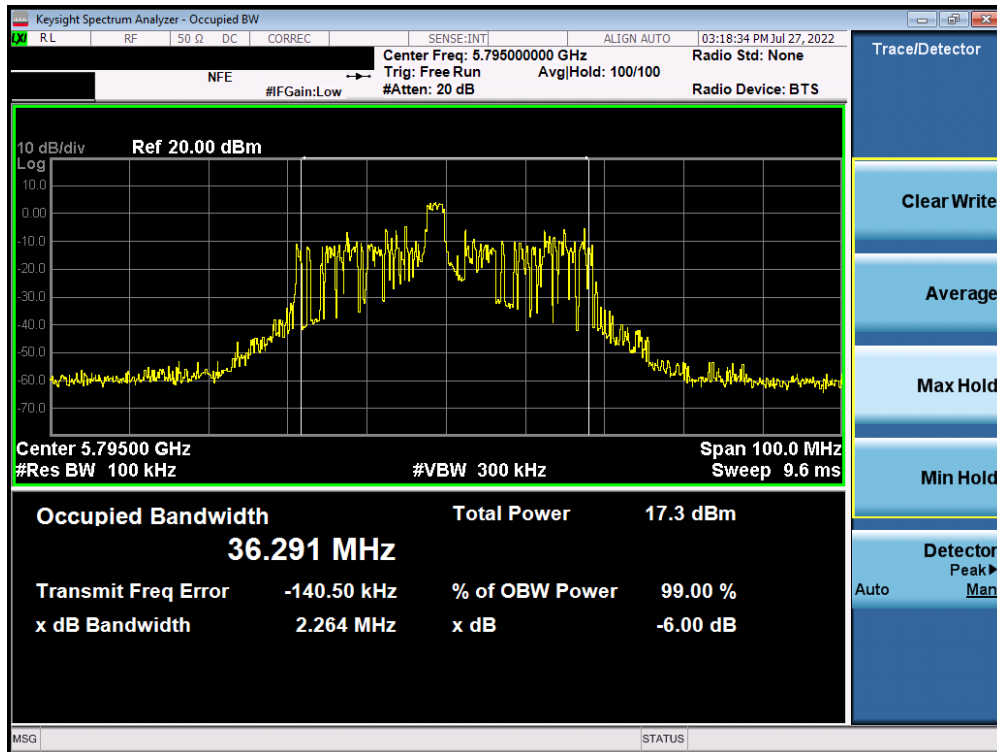 Keysight Spectrum Analyzer - Occupied BW
LXI RL RF 50 Ω DC CORREC SENSE:INT ALIGN AUTO 03:18:34 PM Jul 27, 2022
Center Freq: 5.795000000 GHz Radio Std: None
NFE Trig: Free Run Avg|Hold: 100/100
#IFGain:Low #Atten: 20 dB Radio Device: BTS
10 dB/div Ref 20.00 dBm
Log
10.0
0.00
-10.0
-20.0
-30.0
-40.0
-50.0
-60.0
-70.0
Center 5.79500 GHz Span 100.0 MHz
#Res BW 100 kHz #VBW 300 kHz Sweep 9.6 ms
Occupied Bandwidth Total Power 17.3 dBm
36.291 MHz
Transmit Freq Error -140.50 kHz % of OBW Power 99.00 %
x dB Bandwidth 2.264 MHz x dB -6.00 dB
MSG STATUS
Trace/Detector
Clear Write
Average
Max Hold
Min Hold
Detector
Peak▶
Auto Man